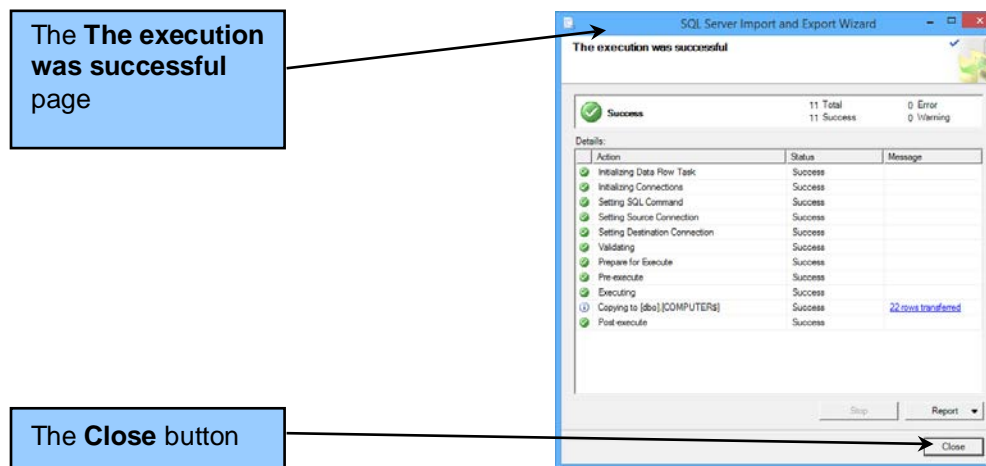 The The execution
was successful
page
SQL Server Import and Export Wizard
The execution was successful
Success
11 Total
0 Error
11 Success
0 Warning
Details:
Action Status Message
Initializing Data Flow Task Success
Initializing Connections Success
Setting SQL Command Success
Setting Source Connection Success
Setting Destination Connection Success
Validating Success
Prepare for Execute Success
Pre-execute Success
Executing Success
Copying to [dbo].[COMPUTER$] Success 22 rows transferred
Post-execute Success
Stop Report
The Close button
Close